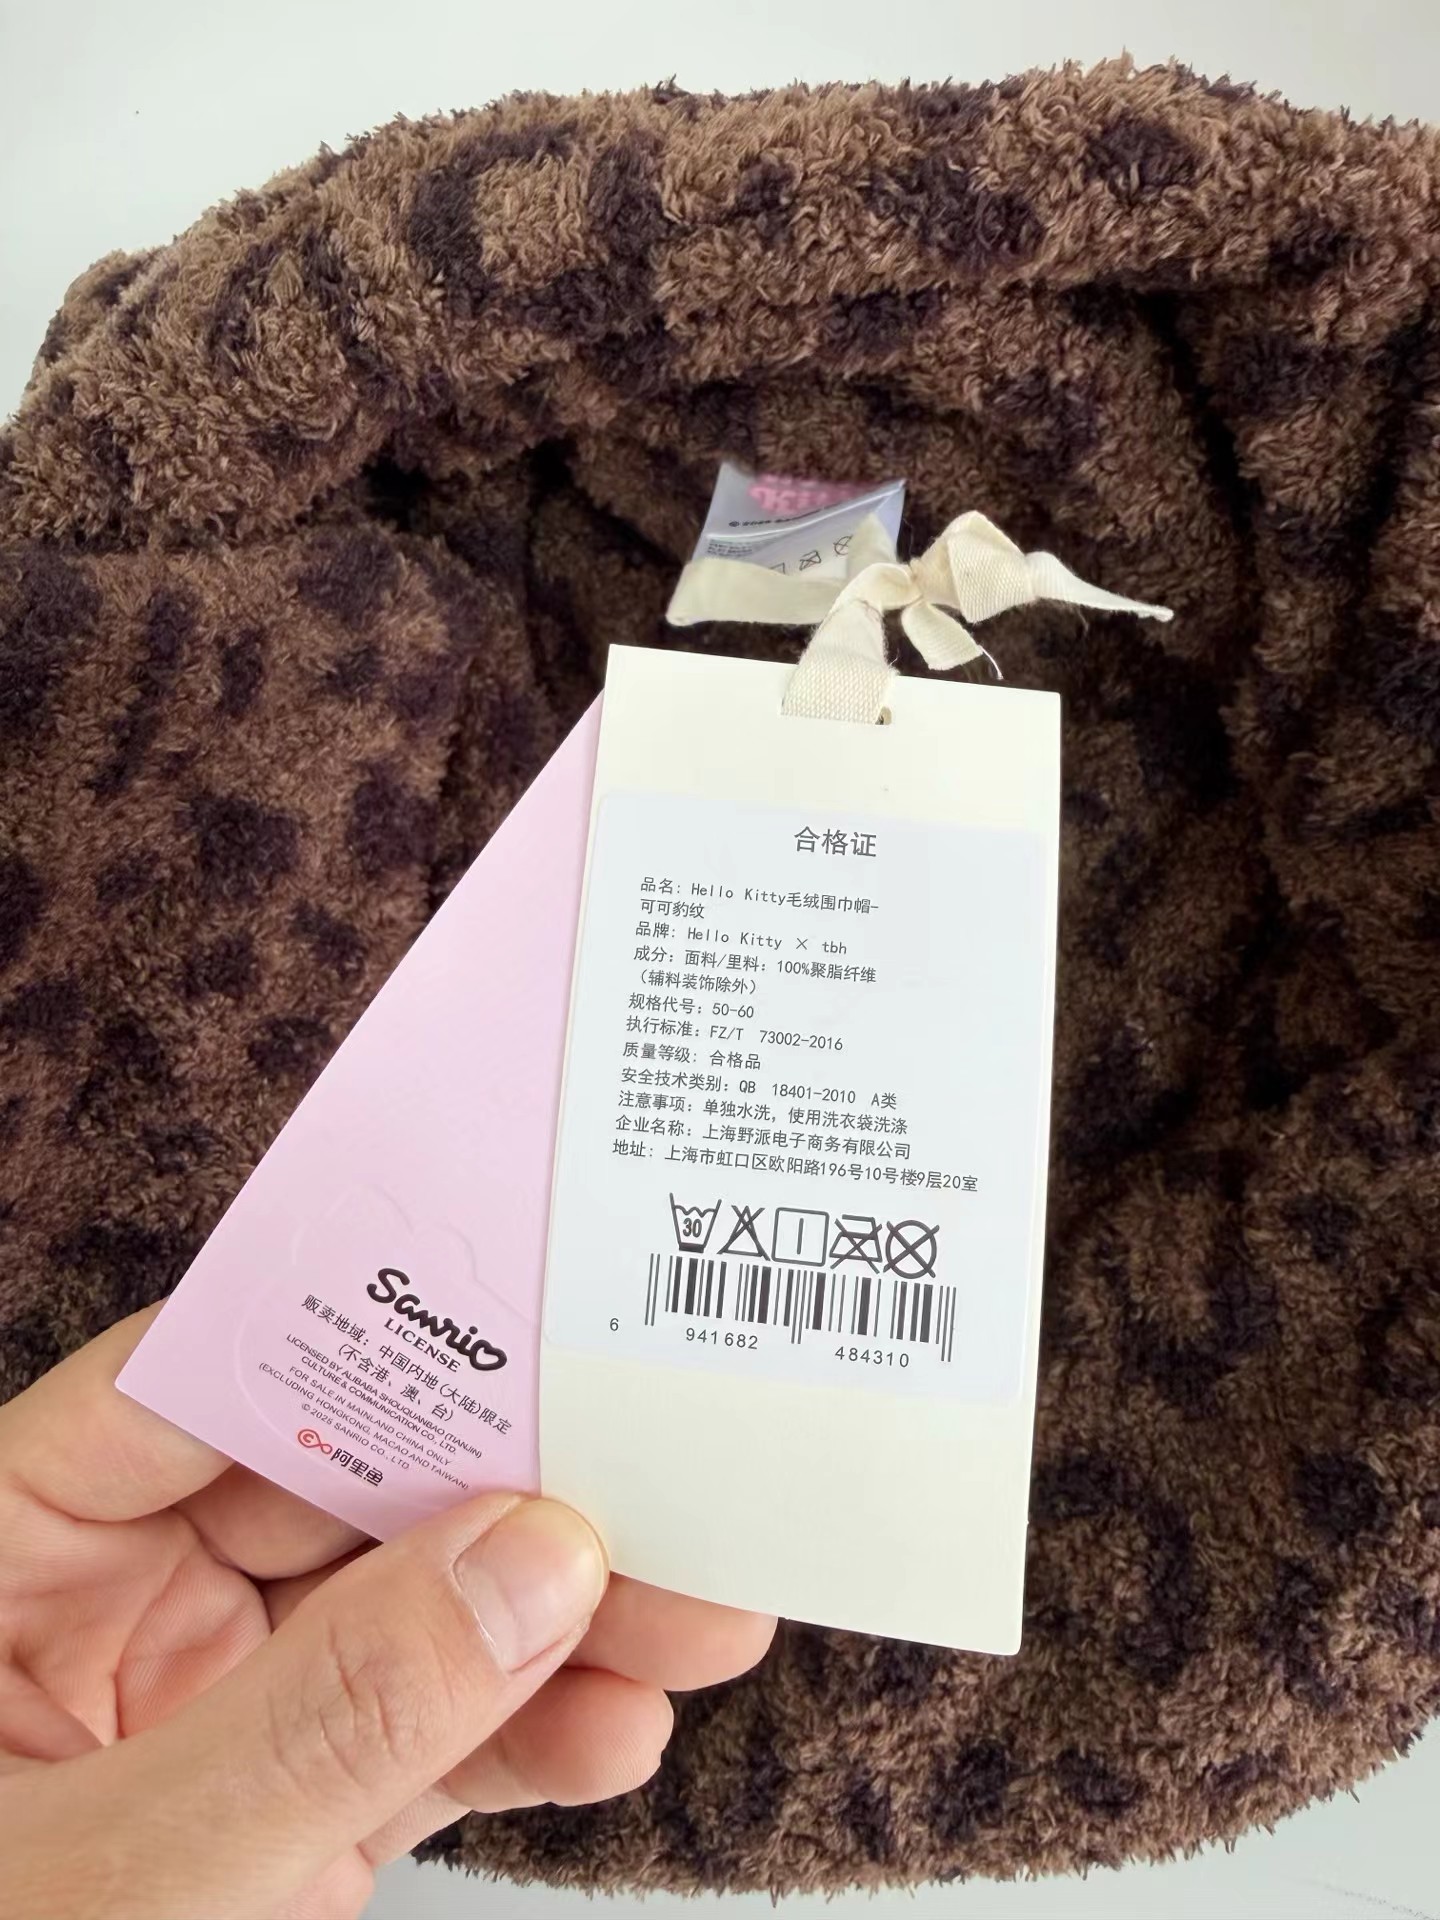 Kitty
合格证
品名: Hello Kitty毛绒围巾帽-
可可豹纹
品牌: Hello Kitty × tbh
成分: 面料/里料: 100%聚脂纤维
(辅料装饰除外)
规格代号: 50-60
执行标准: FZ/T 73002-2016
质量等级: 合格品
安全技术类别: QB 18401-2010 A类
注意事项: 单独水洗, 使用洗衣袋洗涤
企业名称: 上海野派电子商务有限公司
地址: 上海市虹口区欧阳路196号10号楼9层20室
30
6 941682 484310
Sanrio
LICENSE
贩卖地域: 中国内地(大陆)限定
(不含港、澳、台)
LICENSED BY ALIBABA SHOUQUANBAO (TIANJIN)
CULTURE & COMMUNICATION CO., LTD.
FOR SALE IN MAINLAND CHINA ONLY
(EXCLUDING HONGKONG, MACAO AND TAIWAN)
© 2025 SANRIO CO., LTD.
阿里鱼